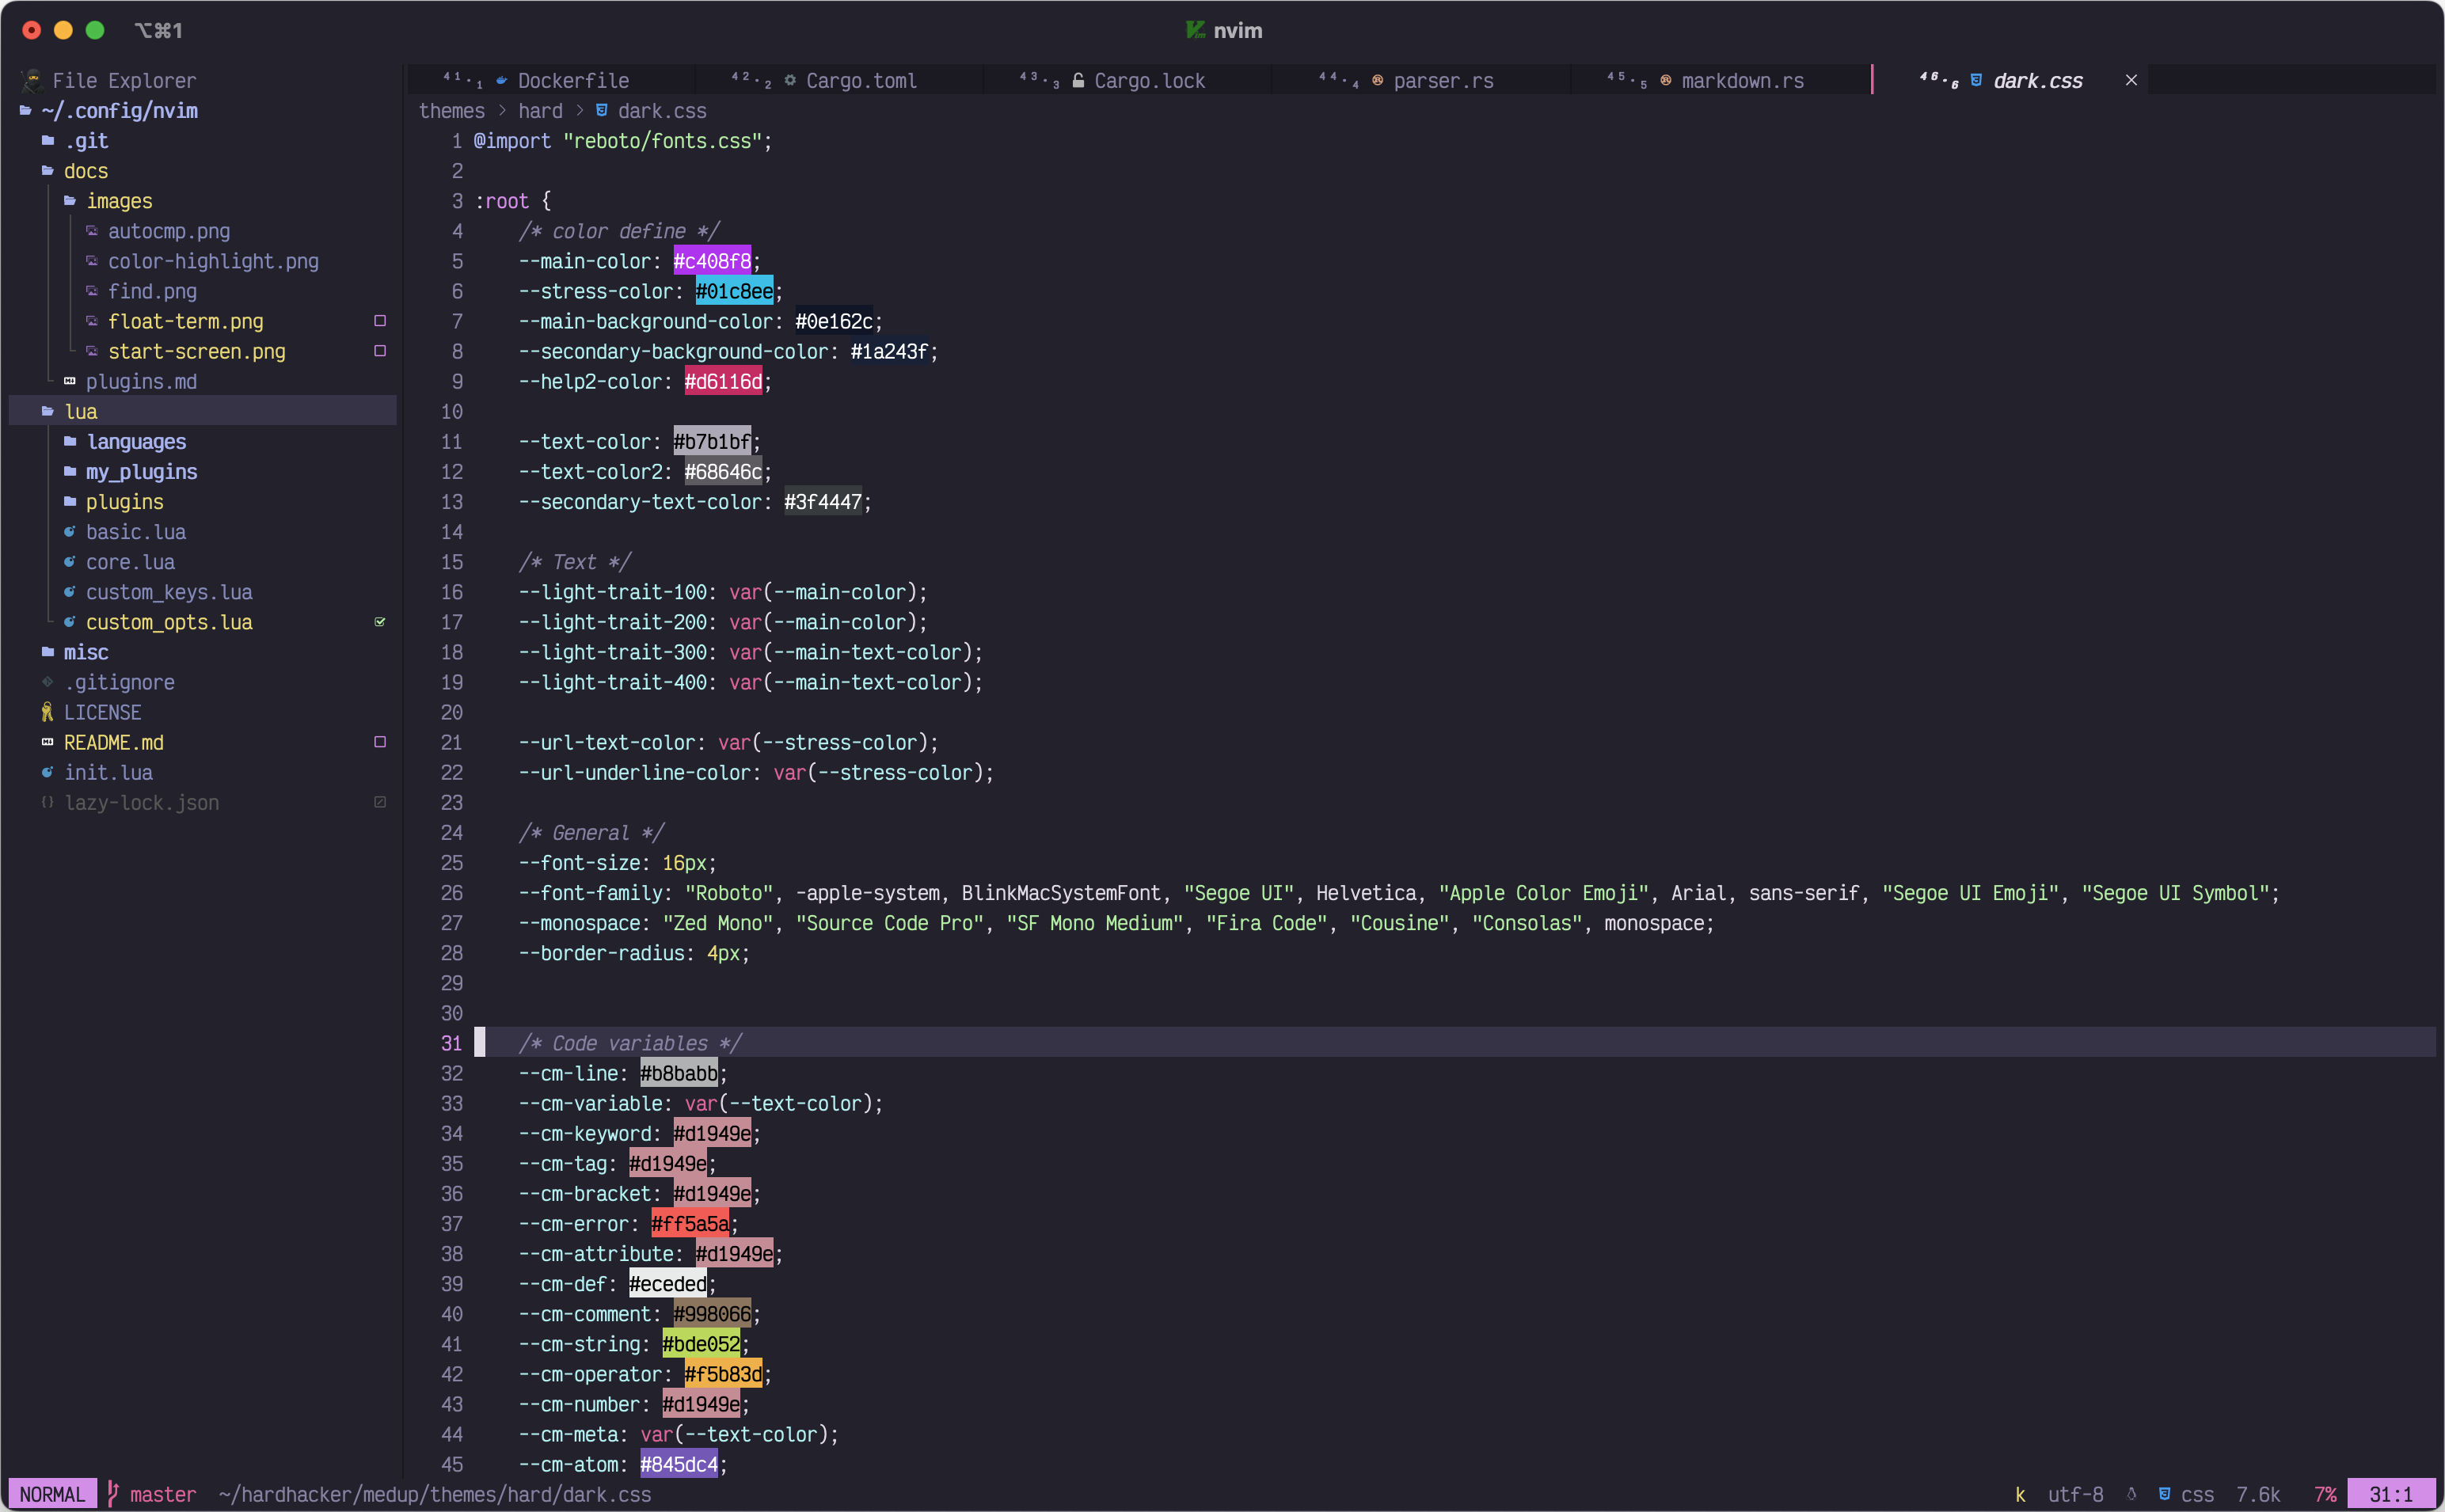 ⌥⌘1
nvim
File Explorer
~/.config/nvim
.git
docs
images
autocmp.png
color-highlight.png
find.png
float-term.png
start-screen.png
plugins.md
lua
languages
my_plugins
plugins
basic.lua
core.lua
custom_keys.lua
custom_opts.lua
misc
.gitignore
LICENSE
README.md
init.lua
lazy-lock.json
⁴¹·₁ Dockerfile ⁴²·₂ Cargo.toml ⁴³·₃ Cargo.lock ⁴⁴·₄ parser.rs ⁴⁵·₅ markdown.rs ⁴⁶·₆ dark.css ×
themes > hard > dark.css
1 @import "reboto/fonts.css";
2
3 :root {
4 /* color define */
5 --main-color: #c408f8;
6 --stress-color: #01c8ee;
7 --main-background-color: #0e162c;
8 --secondary-background-color: #1a243f;
9 --help2-color: #d6116d;
10
11 --text-color: #b7b1bf;
12 --text-color2: #68646c;
13 --secondary-text-color: #3f4447;
14
15 /* Text */
16 --light-trait-100: var(--main-color);
17 --light-trait-200: var(--main-color);
18 --light-trait-300: var(--main-text-color);
19 --light-trait-400: var(--main-text-color);
20
21 --url-text-color: var(--stress-color);
22 --url-underline-color: var(--stress-color);
23
24 /* General */
25 --font-size: 16px;
26 --font-family: "Roboto", -apple-system, BlinkMacSystemFont, "Segoe UI", Helvetica, "Apple Color Emoji", Arial, sans-serif, "Segoe UI Emoji", "Segoe UI Symbol";
27 --monospace: "Zed Mono", "Source Code Pro", "SF Mono Medium", "Fira Code", "Cousine", "Consolas", monospace;
28 --border-radius: 4px;
29
30
31 /* Code variables */
32 --cm-line: #b8babb;
33 --cm-variable: var(--text-color);
34 --cm-keyword: #d1949e;
35 --cm-tag: #d1949e;
36 --cm-bracket: #d1949e;
37 --cm-error: #ff5a5a;
38 --cm-attribute: #d1949e;
39 --cm-def: #eceded;
40 --cm-comment: #998066;
41 --cm-string: #bde052;
42 --cm-operator: #f5b83d;
43 --cm-number: #d1949e;
44 --cm-meta: var(--text-color);
45 --cm-atom: #845dc4;
NORMAL master ~/hardhacker/medup/themes/hard/dark.css k utf-8 css 7.6k 7% 31:1